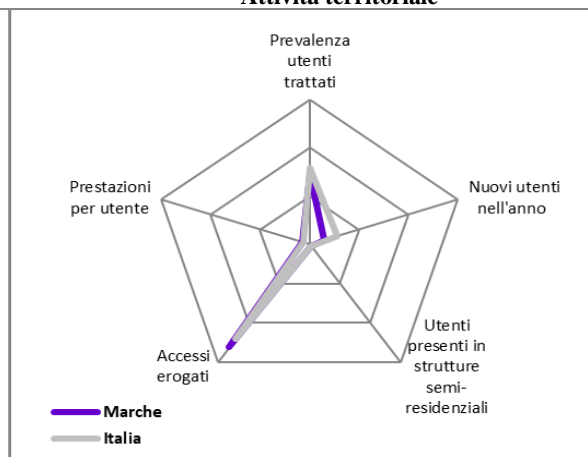 Attività territoriale
Prevalenza
utenti
trattati
Prestazioni
per utente
Nuovi utenti
nell'anno
Accessi
erogati
Utenti
presenti in
strutture
semi-
residenziali
Marche
Italia